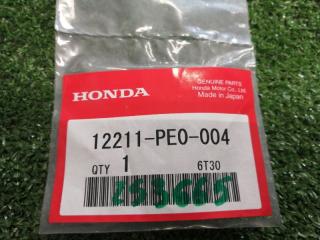 GENUINE PARTS
Honda Motor Co., Ltd.
Made in Japan
HONDA
12211-PE0-004
QTY 1 6T30